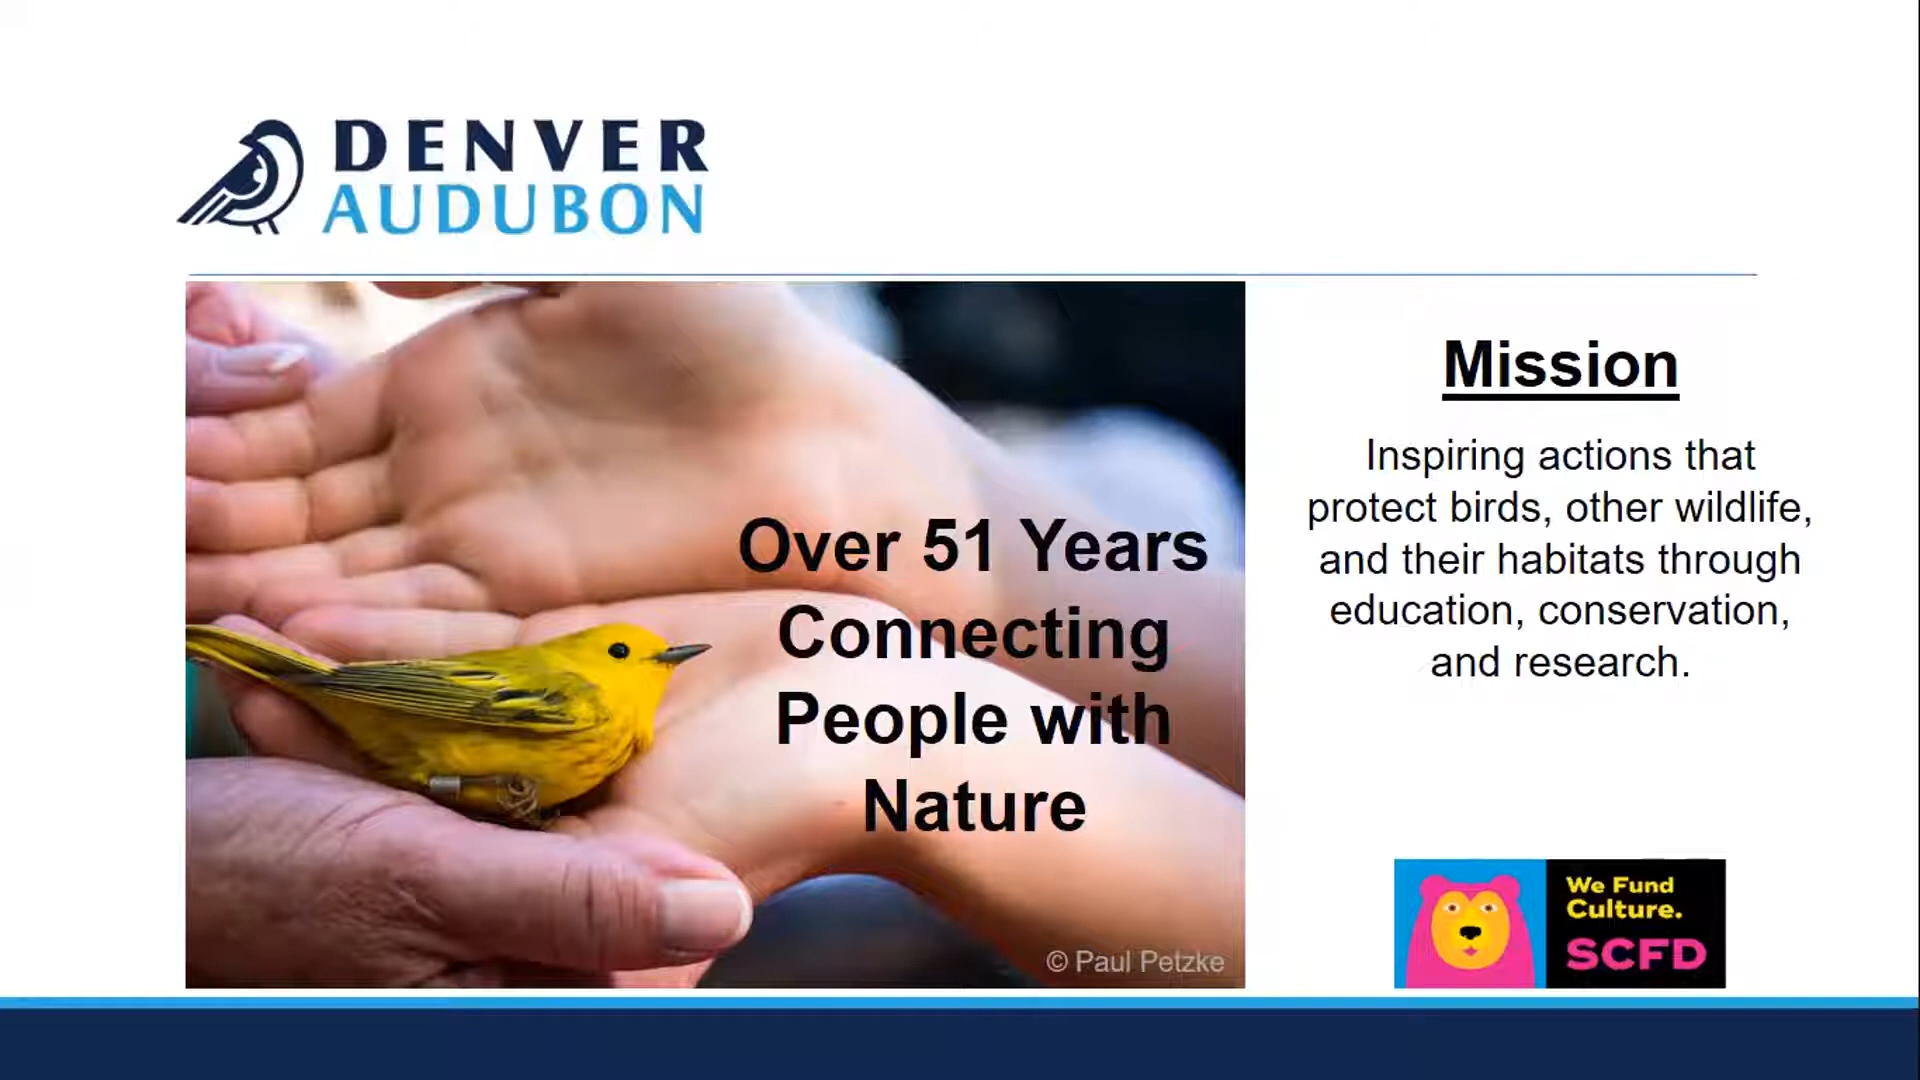 DENVER
AUDUBON
Over 51 Years
Connecting
People with
Nature
© Paul Petzke
Mission
Inspiring actions that
protect birds, other wildlife,
and their habitats through
education, conservation,
and research.
We Fund
Culture.
SCFD